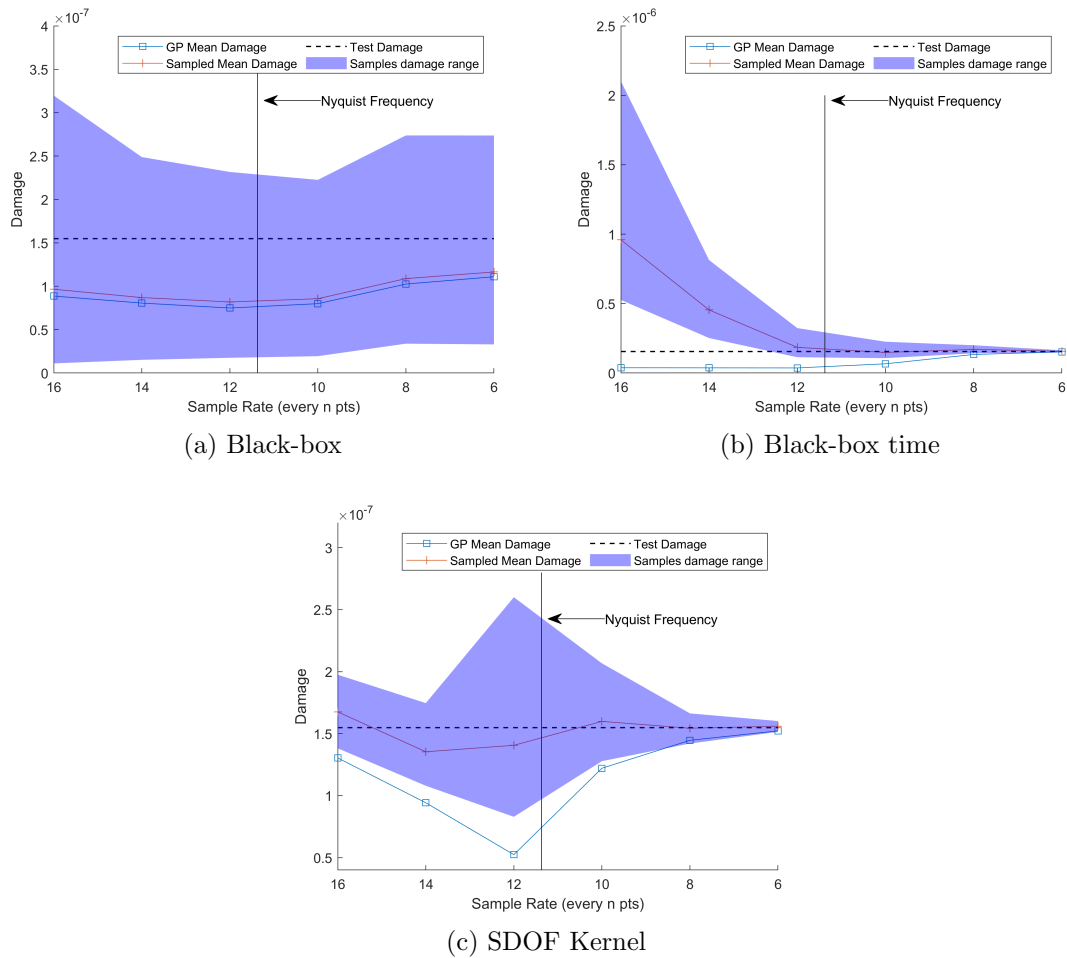 ×10-7
4
3.5
3
2.5
2
1.5
1
0.5
0
Damage
GP Mean Damage
Sampled Mean Damage
Test Damage
Samples damage range
Nyquist Frequency
16 14 12 10 8 6
Sample Rate (every n pts)
(a) Black-box
×10-6
2.5
2
1.5
1
0.5
0
Damage
GP Mean Damage
Sampled Mean Damage
Test Damage
Samples damage range
Nyquist Frequency
16 14 12 10 8 6
Sample Rate (every n pts)
(b) Black-box time
×10-7
3
2.5
2
1.5
1
0.5
Damage
GP Mean Damage
Sampled Mean Damage
Test Damage
Samples damage range
Nyquist Frequency
16 14 12 10 8 6
Sample Rate (every n pts)
(c) SDOF Kernel